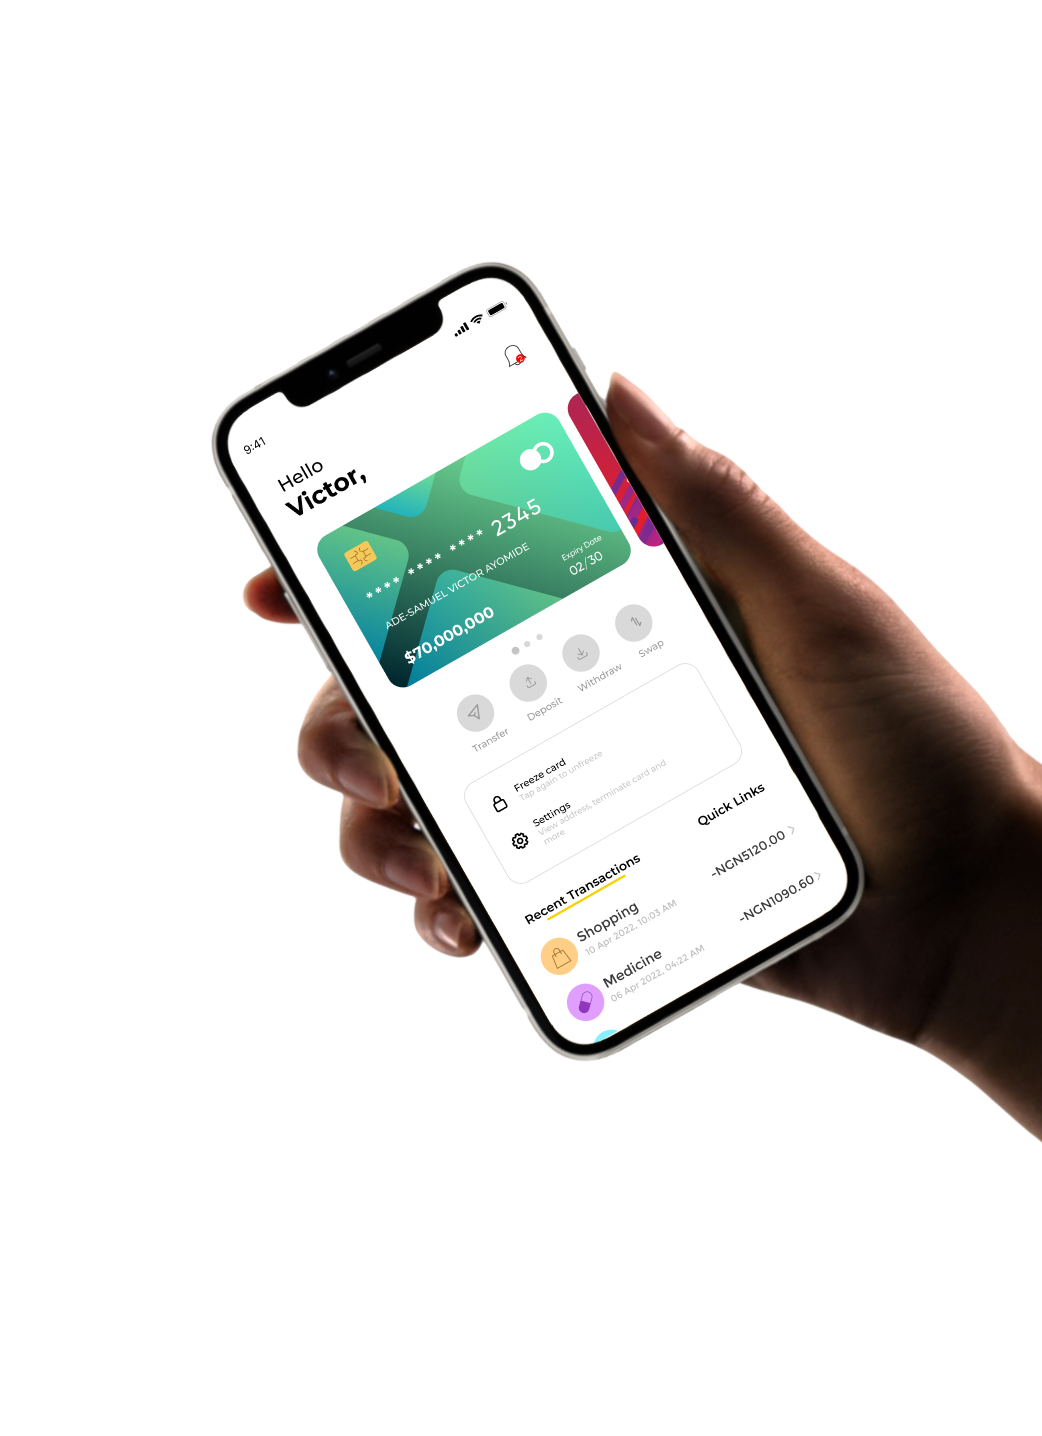 9:41
Hello
Victor,
**** **** **** 2345
ADE-SAMUEL VICTOR AYOMIDE
Expiry Date
02/30
$70,000,000
Transfer
Deposit
Withdraw
Swap
Freeze card
Tap again to unfreeze
Settings
View address, terminate card and
more
Recent Transactions
Quick Links
Shopping
10 Apr 2022, 10:03 AM
-NGN5120.00
Medicine
06 Apr 2022, 04:22 AM
-NGN1090.60